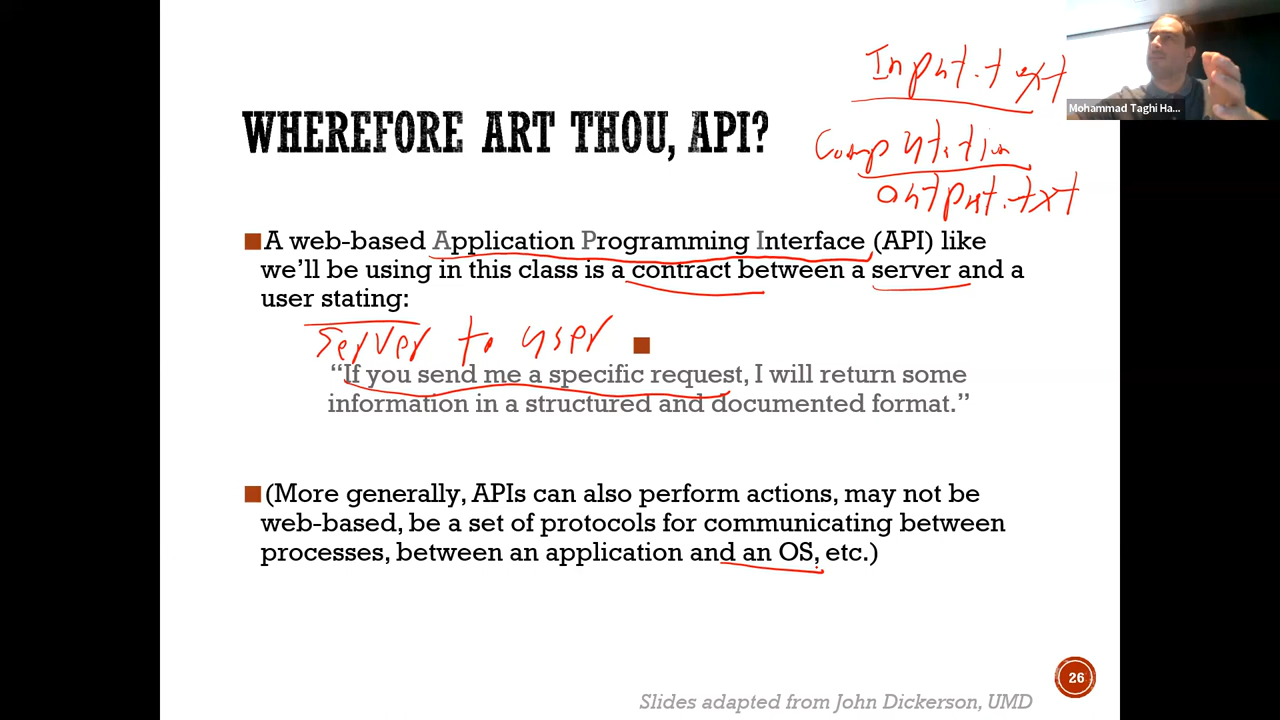 Input.text
Mohammad Taghi Ha...
WHEREFORE ART THOU, API?
Computation
output.txt
A web-based Application Programming Interface (API) like
we'll be using in this class is a contract between a server and a
user stating:
server to user
“If you send me a specific request, I will return some
information in a structured and documented format.”
(More generally, APIs can also perform actions, may not be
web-based, be a set of protocols for communicating between
processes, between an application and an OS, etc.)
26
Slides adapted from John Dickerson, UMD